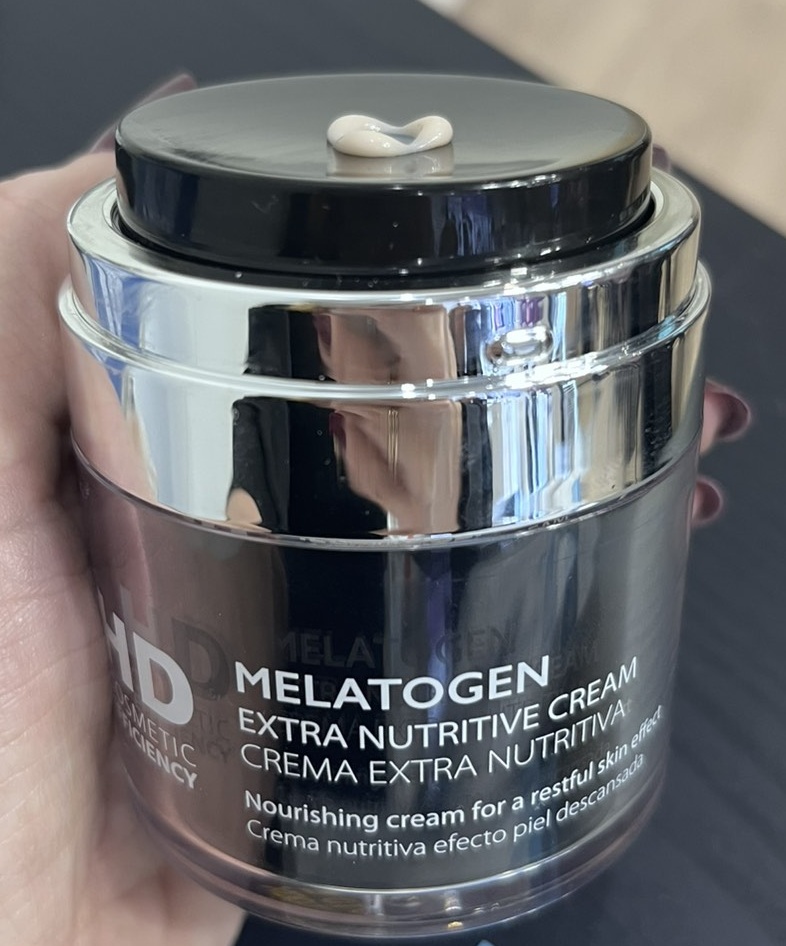 HD
COSMETIC
EFFICIENCY
MELATOGEN
EXTRA NUTRITIVE CREAM
CREMA EXTRA NUTRITIVA
Nourishing cream for a restful skin effect
Crema nutritiva efecto piel descansada